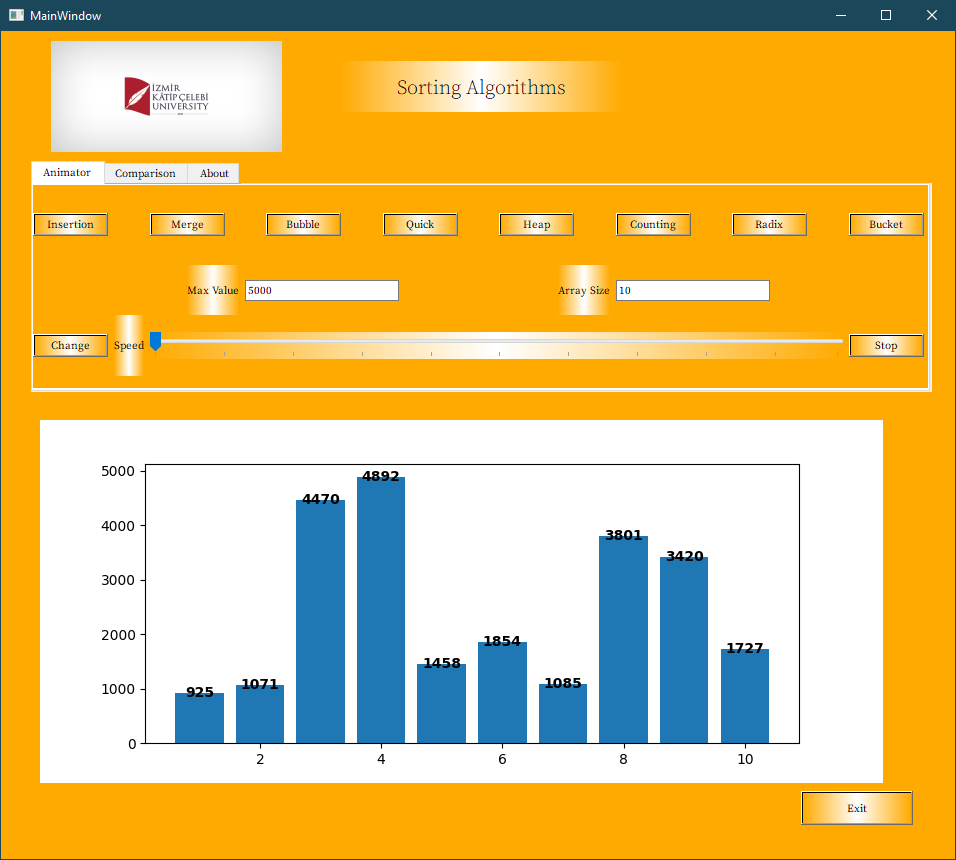 MainWindow
IZMİR
KÂTİP ÇELEBİ
UNIVERSITY
Sorting Algorithms
Animator Comparison About
Insertion Merge Bubble Quick Heap Counting Radix Bucket
Max Value 5000 Array Size 10
Change Speed Stop
5000
4000
3000
2000
1000
0
925 1071 4470 4892 1458 1854 1085 3801 3420 1727
2 4 6 8 10
Exit